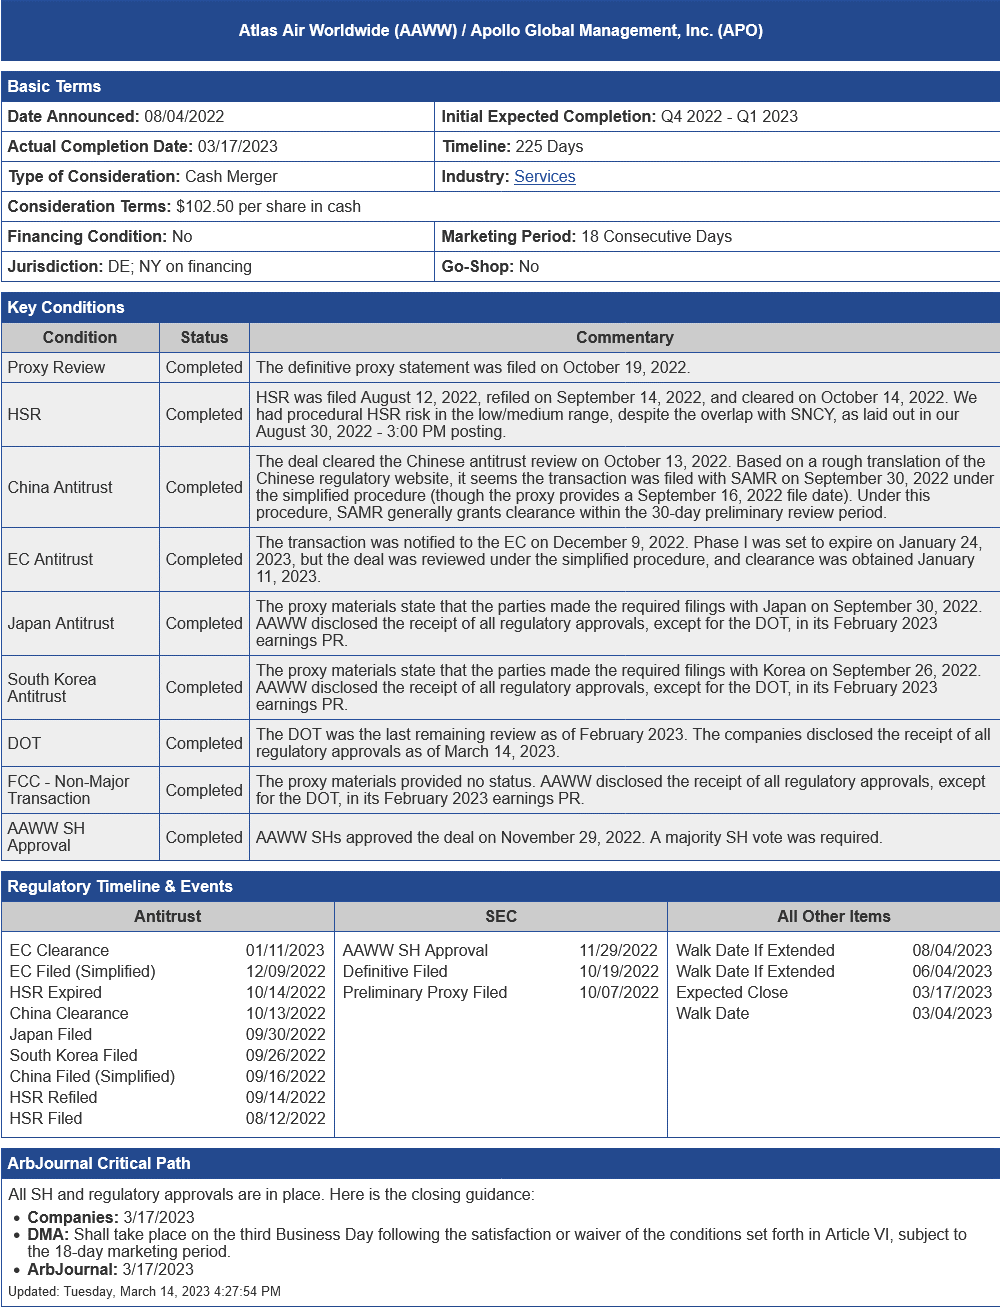 Atlas Air Worldwide (AAWW) / Apollo Global Management, Inc. (APO)
Basic Terms
Date Announced: 08/04/2022
Initial Expected Completion: Q4 2022 - Q1 2023
Actual Completion Date: 03/17/2023
Timeline: 225 Days
Type of Consideration: Cash Merger
Industry: Services
Consideration Terms: $102.50 per share in cash
Financing Condition: No
Marketing Period: 18 Consecutive Days
Jurisdiction: DE; NY on financing
Go-Shop: No
Key Conditions
Condition
Status
Commentary
Proxy Review
Completed
The definitive proxy statement was filed on October 19, 2022.
HSR
Completed
HSR was filed August 12, 2022, refiled on September 14, 2022, and cleared on October 14, 2022. We
had procedural HSR risk in the low/medium range, despite the overlap with SNCY, as laid out in our
August 30, 2022 - 3:00 PM posting.
China Antitrust
Completed
The deal cleared the Chinese antitrust review on October 13, 2022. Based on a rough translation of the
Chinese regulatory website, it seems the transaction was filed with SAMR on September 30, 2022 under
the simplified procedure (though the proxy provides a September 16, 2022 file date). Under this
procedure, SAMR generally grants clearance within the 30-day preliminary review period.
EC Antitrust
Completed
The transaction was notified to the EC on December 9, 2022. Phase I was set to expire on January 24,
2023, but the deal was reviewed under the simplified procedure, and clearance was obtained January
11, 2023.
Japan Antitrust
Completed
The proxy materials state that the parties made the required filings with Japan on September 30, 2022.
AAWW disclosed the receipt of all regulatory approvals, except for the DOT, in its February 2023
earnings PR.
South Korea
Antitrust
Completed
The proxy materials state that the parties made the required filings with Korea on September 26, 2022.
AAWW disclosed the receipt of all regulatory approvals, except for the DOT, in its February 2023
earnings PR.
DOT
Completed
The DOT was the last remaining review as of February 2023. The companies disclosed the receipt of all
regulatory approvals as of March 14, 2023.
FCC - Non-Major
Transaction
Completed
The proxy materials provided no status. AAWW disclosed the receipt of all regulatory approvals, except
for the DOT, in its February 2023 earnings PR.
AAWW SH
Approval
Completed
AAWW SHs approved the deal on November 29, 2022. A majority SH vote was required.
Regulatory Timeline & Events
Antitrust
SEC
All Other Items
EC Clearance 01/11/2023
EC Filed (Simplified) 12/09/2022
HSR Expired 10/14/2022
China Clearance 10/13/2022
Japan Filed 09/30/2022
South Korea Filed 09/26/2022
China Filed (Simplified) 09/16/2022
HSR Refiled 09/14/2022
HSR Filed 08/12/2022
AAWW SH Approval 11/29/2022
Definitive Filed 10/19/2022
Preliminary Proxy Filed 10/07/2022
Walk Date If Extended 08/04/2023
Walk Date If Extended 06/04/2023
Expected Close 03/17/2023
Walk Date 03/04/2023
ArbJournal Critical Path
All SH and regulatory approvals are in place. Here is the closing guidance:
• Companies: 3/17/2023
• DMA: Shall take place on the third Business Day following the satisfaction or waiver of the conditions set forth in Article VI, subject to
the 18-day marketing period.
• ArbJournal: 3/17/2023
Updated: Tuesday, March 14, 2023 4:27:54 PM